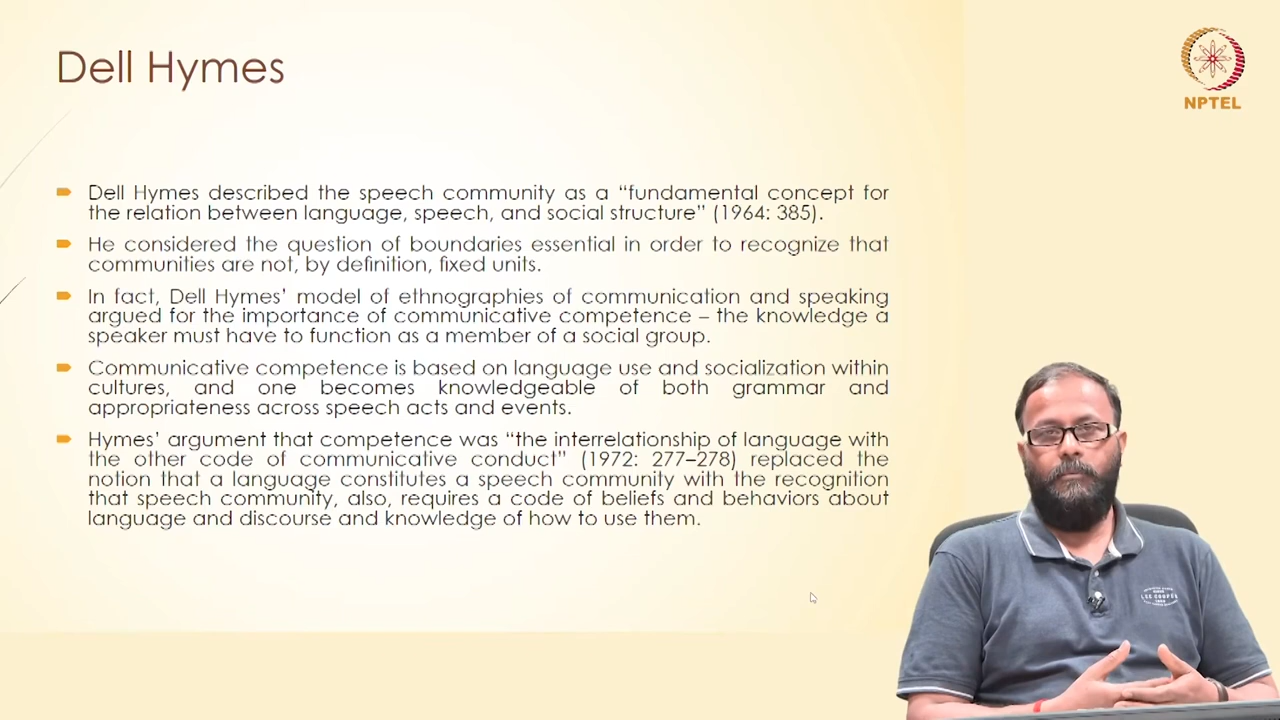 Dell Hymes
NPTEL
Dell Hymes described the speech community as a “fundamental concept for
the relation between language, speech, and social structure” (1964: 385).
He considered the question of boundaries essential in order to recognize that
communities are not, by definition, fixed units.
In fact, Dell Hymes’ model of ethnographies of communication and speaking
argued for the importance of communicative competence – the knowledge a
speaker must have to function as a member of a social group.
Communicative competence is based on language use and socialization within
cultures, and one becomes knowledgeable of both grammar and
appropriateness across speech acts and events.
Hymes’ argument that competence was “the interrelationship of language with
the other code of communicative conduct” (1972: 277–278) replaced the
notion that a language constitutes a speech community with the recognition
that speech community, also, requires a code of beliefs and behaviors about
language and discourse and knowledge of how to use them.
LEE COOPER